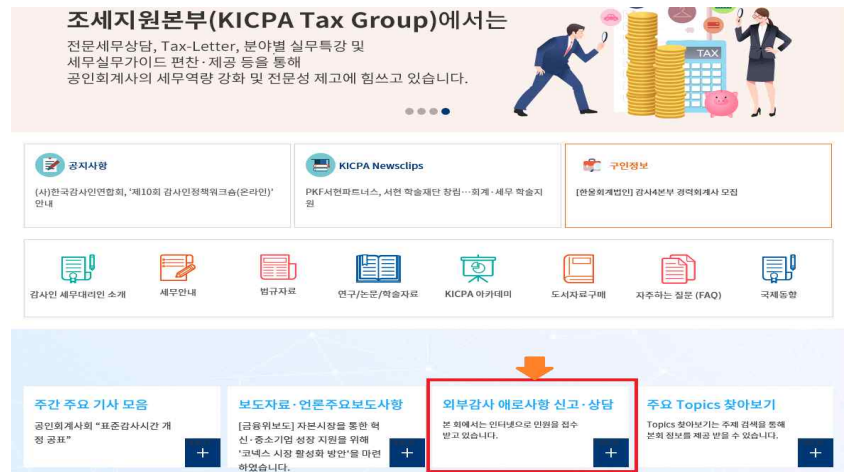 조세지원본부(KICPA Tax Group)에서는
전문세무상담, Tax-Letter, 분야별 실무특강 및
세무실무가이드 편찬·제공 등을 통해
공인회계사의 세무역량 강화 및 전문성 제고에 힘쓰고 있습니다.
TAX
공지사항
(사)한국감사인연합회, '제10회 감사인정책워크숍(온라인)'
안내
KICPA Newsclips
PKF서현파트너스, 서현 학술재단 창립…회계·세무 학술지
원
구인정보
[한울회계법인] 감사4본부 경력회계사 모집
감사인 세무대리인 소개
세무안내
법규자료
연구/논문/학술자료
KICPA 아카데미
도서자료구매
자주하는 질문 (FAQ)
국제동향
주간 주요 기사 모음
공인회계사회 “표준감사시간 개
정 공표”
보도자료·언론주요보도사항
[금융위보도] 자본시장을 통한 혁
신·중소기업 성장 지원을 위해
'코넥스 시장 활성화 방안'을 마련
하였습니다.
외부감사 애로사항 신고·상담
본 회에서는 인터넷으로 민원을 접수
받고 있습니다.
주요 Topics 찾아보기
Topics 찾아보기는 주제 검색을 통해
본회 정보를 제공 받을 수 있습니다.